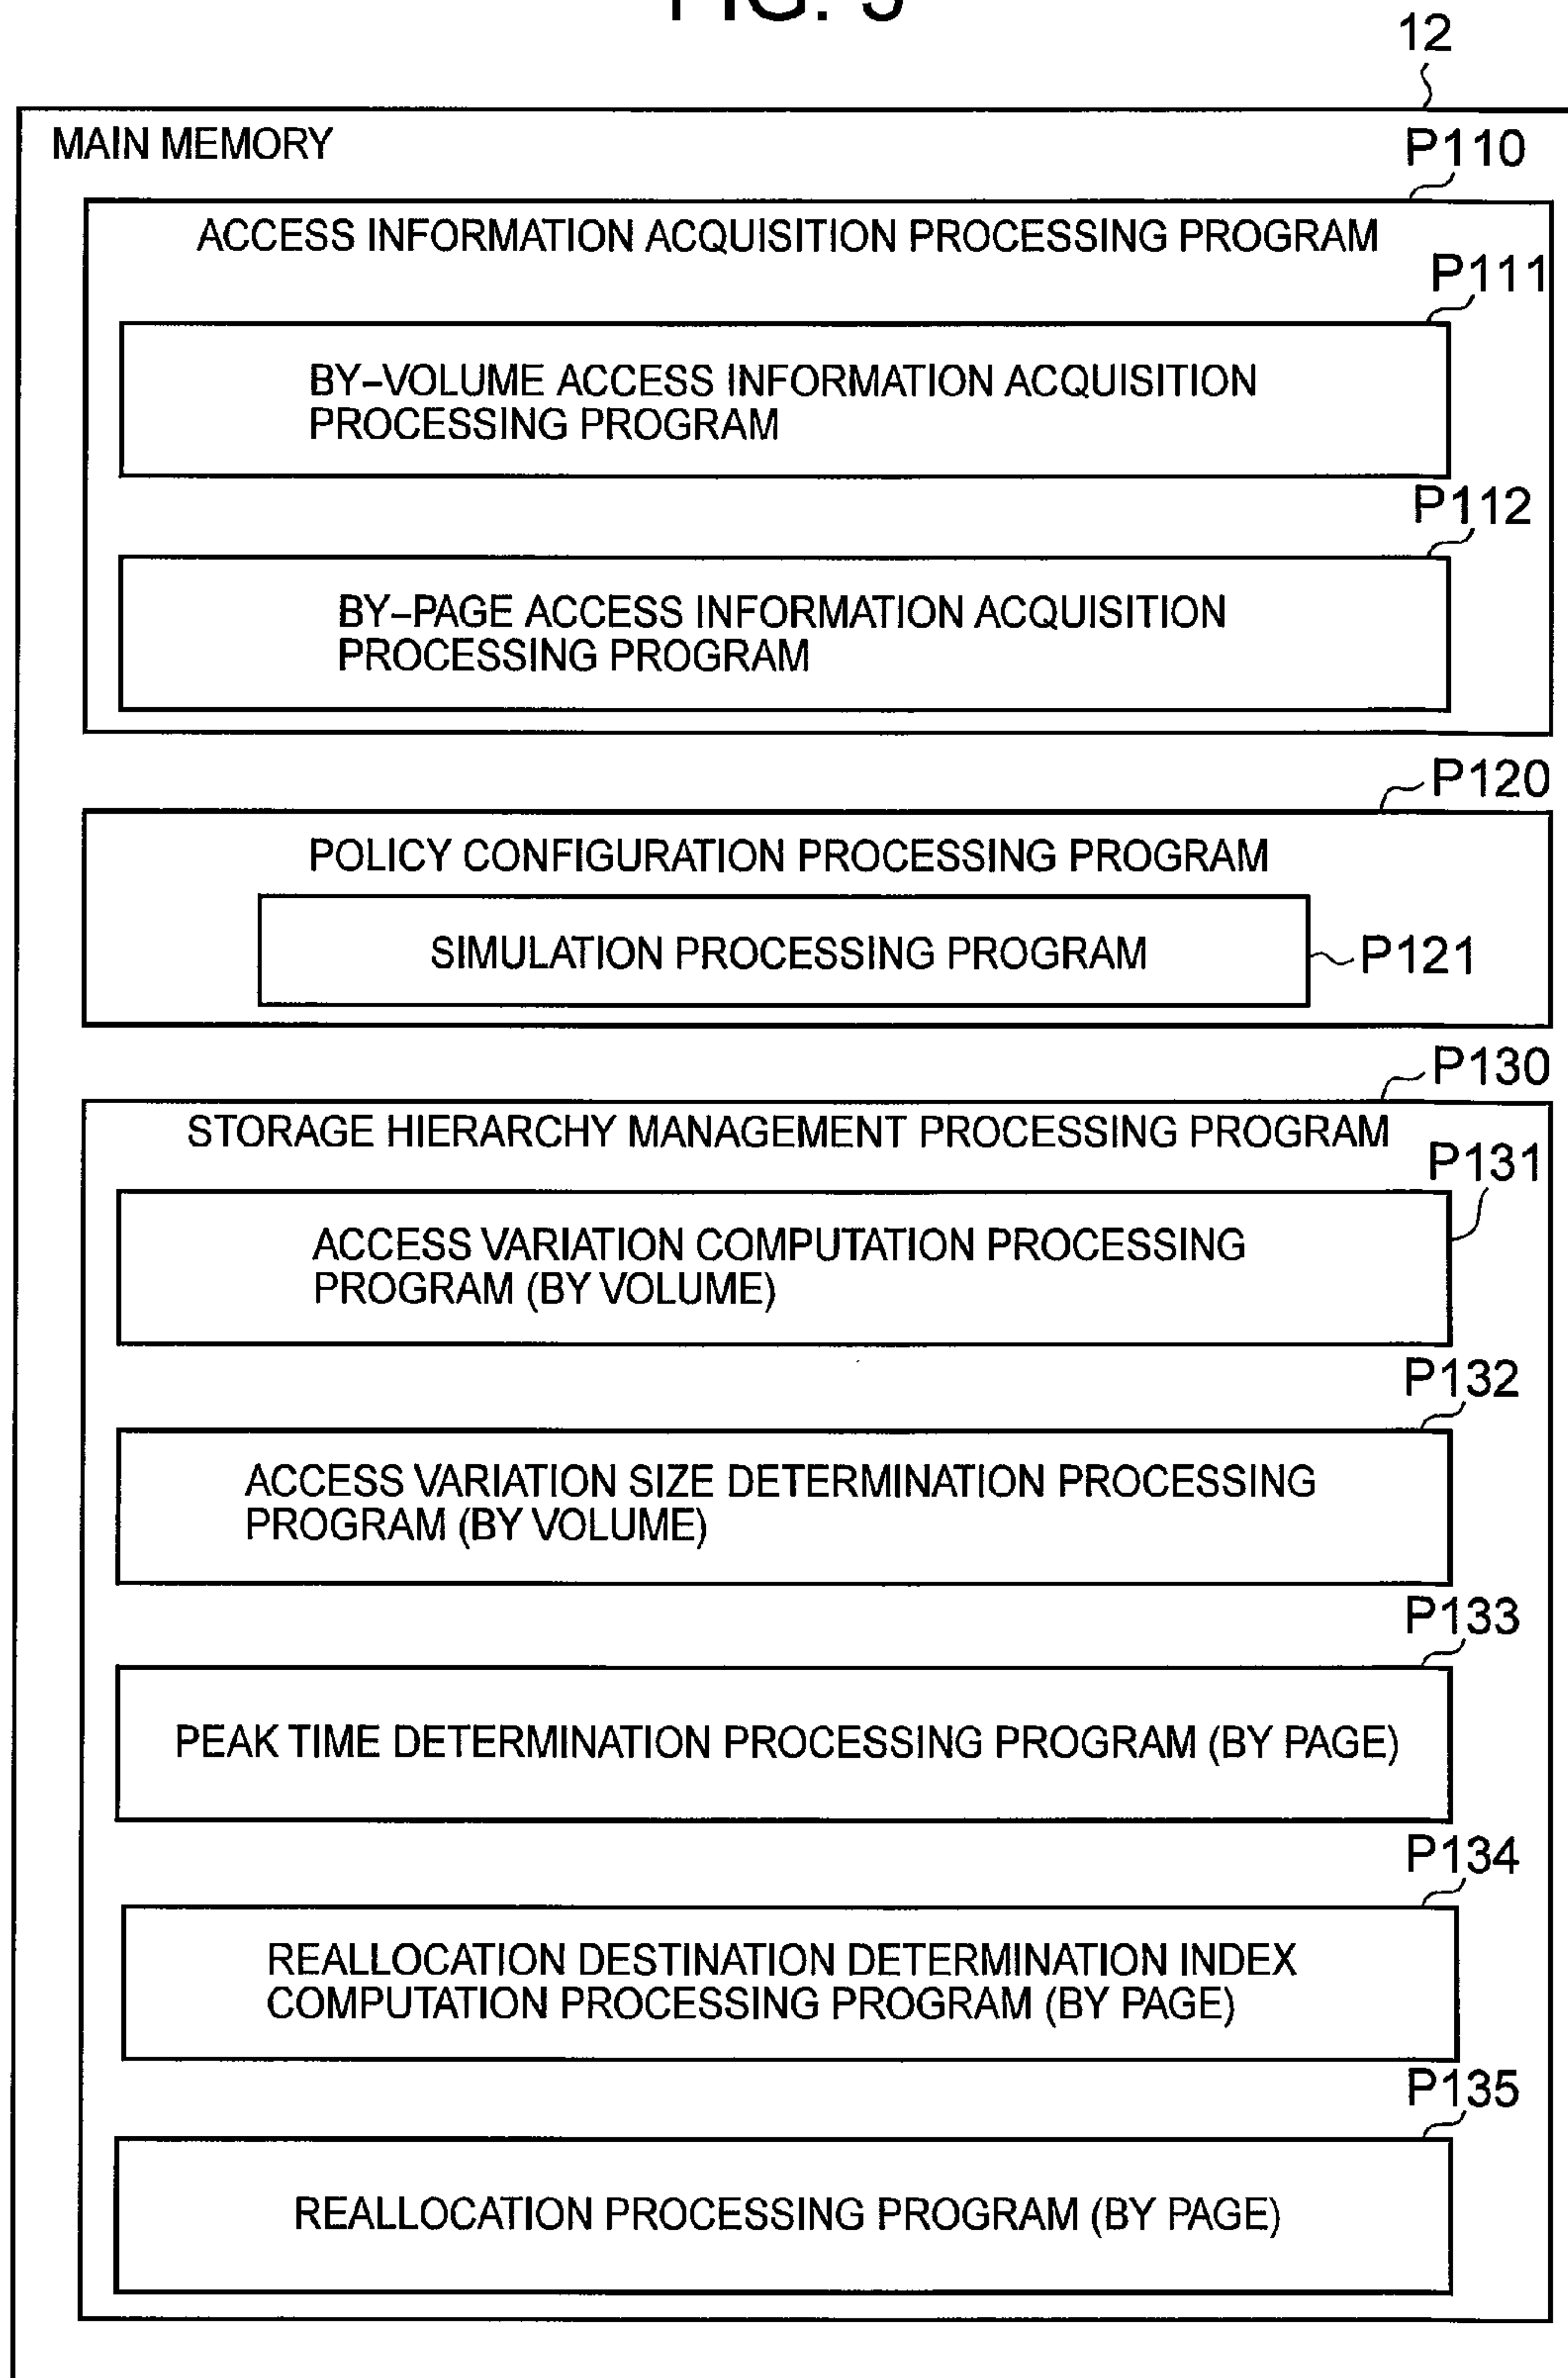 12
MAIN MEMORY
P110
ACCESS INFORMATION ACQUISITION PROCESSING PROGRAM
P111
BY-VOLUME ACCESS INFORMATION ACQUISITION
PROCESSING PROGRAM
P112
BY-PAGE ACCESS INFORMATION ACQUISITION
PROCESSING PROGRAM
P120
POLICY CONFIGURATION PROCESSING PROGRAM
SIMULATION PROCESSING PROGRAM
P121
P130
STORAGE HIERARCHY MANAGEMENT PROCESSING PROGRAM
P131
ACCESS VARIATION COMPUTATION PROCESSING
PROGRAM (BY VOLUME)
P132
ACCESS VARIATION SIZE DETERMINATION PROCESSING
PROGRAM (BY VOLUME)
P133
PEAK TIME DETERMINATION PROCESSING PROGRAM (BY PAGE)
P134
REALLOCATION DESTINATION DETERMINATION INDEX
COMPUTATION PROCESSING PROGRAM (BY PAGE)
P135
REALLOCATION PROCESSING PROGRAM (BY PAGE)